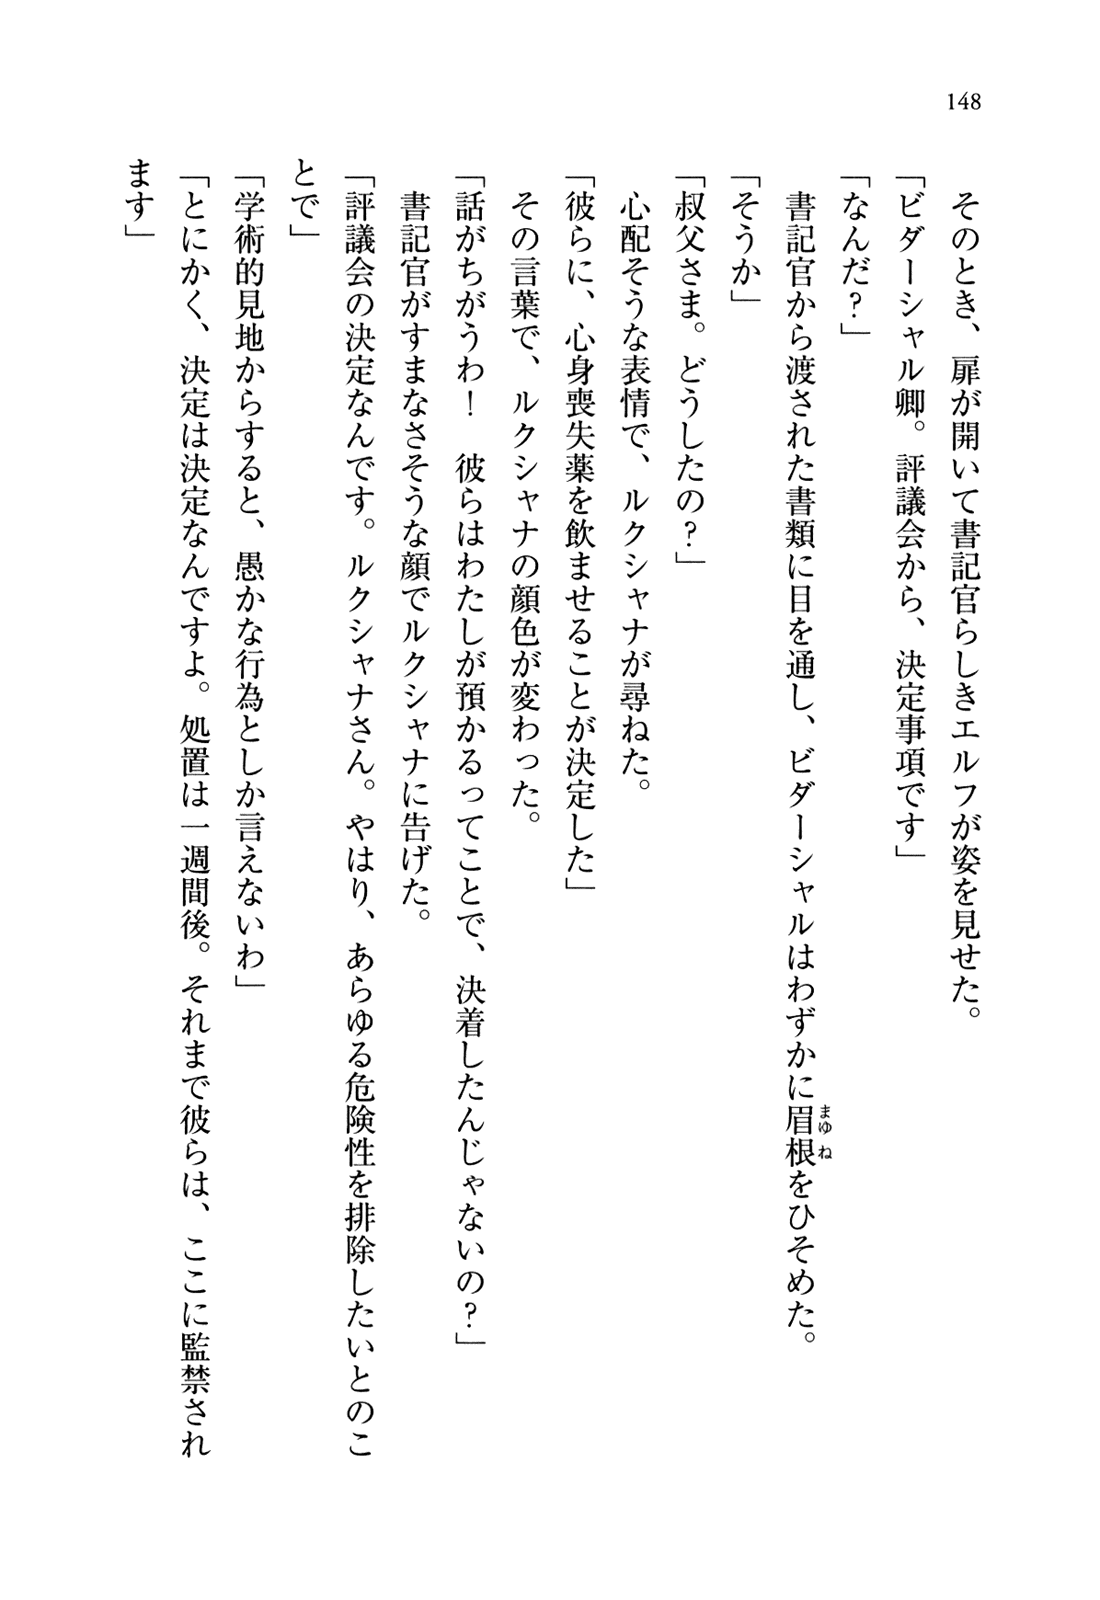 148
そのとき、扉が開いて書記官らしきエルフが姿を見せた。
「ビダーシャル卿。評議会から、決定事項です」
「なんだ？」
書記官から渡された書類に目を通し、ビダーシャルはわずかに眉根をひそめた。
まゆね
「そうか」
「叔父さま。どうしたの？」
心配そうな表情で、ルクシャナが尋ねた。
「彼らに、心身喪失薬を飲ませることが決定した」
その言葉で、ルクシャナの顔色が変わった。
「話がちがうわ！　彼らはわたしが預かるってことで、決着したんじゃないの？」
書記官がすまなさそうな顔でルクシャナに告げた。
「評議会の決定なんです。ルクシャナさん。やはり、あらゆる危険性を排除したいとのこ
とで」
「学術的見地からすると、愚かな行為としか言えないわ」
「とにかく、決定は決定なんですよ。処置は一週間後。それまで彼らは、ここに監禁され
ます」